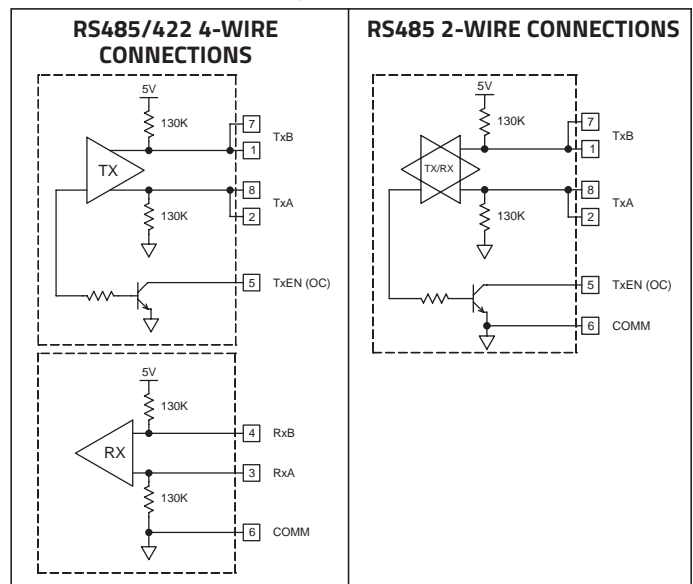 RS485/422 4-WIRE
CONNECTIONS
5V
130K
7
TxB
1
TX
8
TxA
130K
2
5 TxEN (OC)
5V
130K
4 RxB
RX
3 RxA
130K
6 COMM
RS485 2-WIRE CONNECTIONS
5V
130K
7
TxB
1
TX/RX
8
TxA
130K
2
5 TxEN (OC)
6 COMM